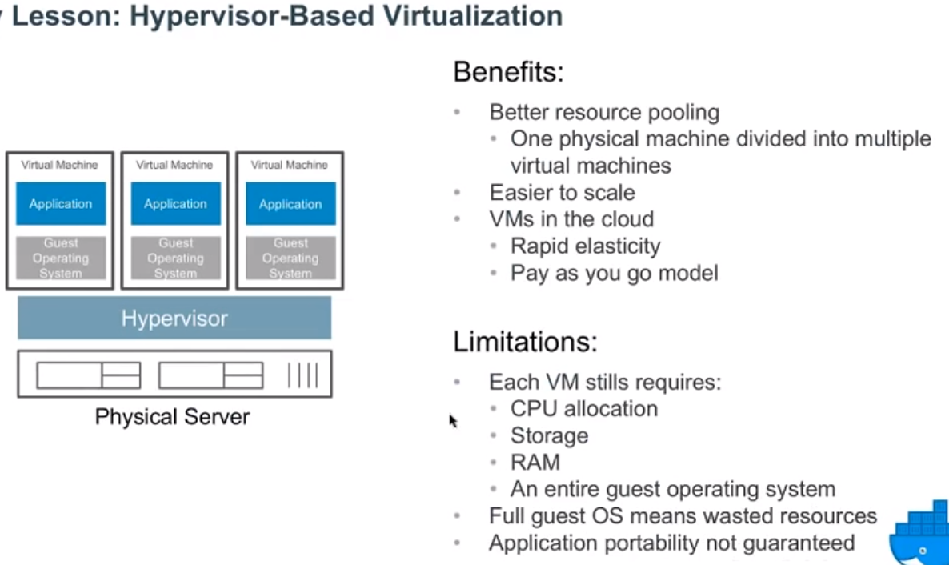 Lesson: Hypervisor-Based Virtualization
Benefits:
Better resource pooling
One physical machine divided into multiple
virtual machines
Easier to scale
VMs in the cloud
Rapid elasticity
Pay as you go model
Virtual Machine
Application
Guest
Operating
System
Virtual Machine
Application
Guest
Operating
System
Virtual Machine
Application
Guest
Operating
System
Hypervisor
Physical Server
Limitations:
Each VM stills requires:
CPU allocation
Storage
RAM
An entire guest operating system
Full guest OS means wasted resources
Application portability not guaranteed